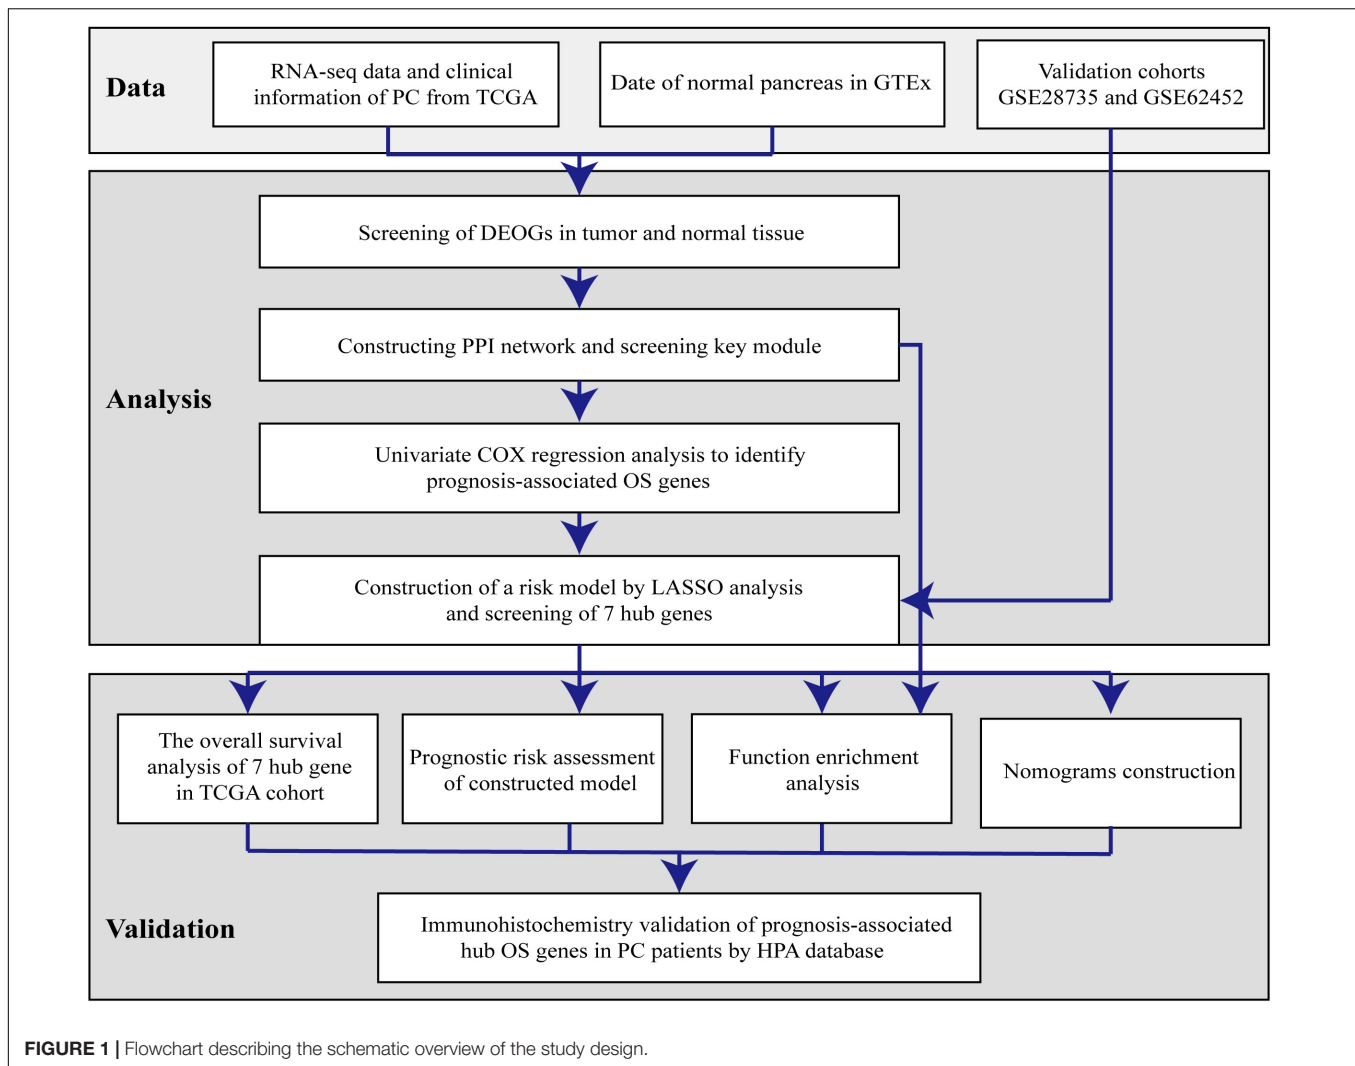 Data
RNA-seq data and clinical
information of PC from TCGA
Date of normal pancreas in GTEx
Validation cohorts
GSE28735 and GSE62452
Analysis
Screening of DEOGs in tumor and normal tissue
Constructing PPI network and screening key module
Univariate COX regression analysis to identify
prognosis-associated OS genes
Construction of a risk model by LASSO analysis
and screening of 7 hub genes
Validation
The overall survival
analysis of 7 hub gene
in TCGA cohort
Prognostic risk assessment
of constructed model
Function enrichment
analysis
Nomograms construction
Immunohistochemistry validation of prognosis-associated
hub OS genes in PC patients by HPA database
FIGURE 1 | Flowchart describing the schematic overview of the study design.